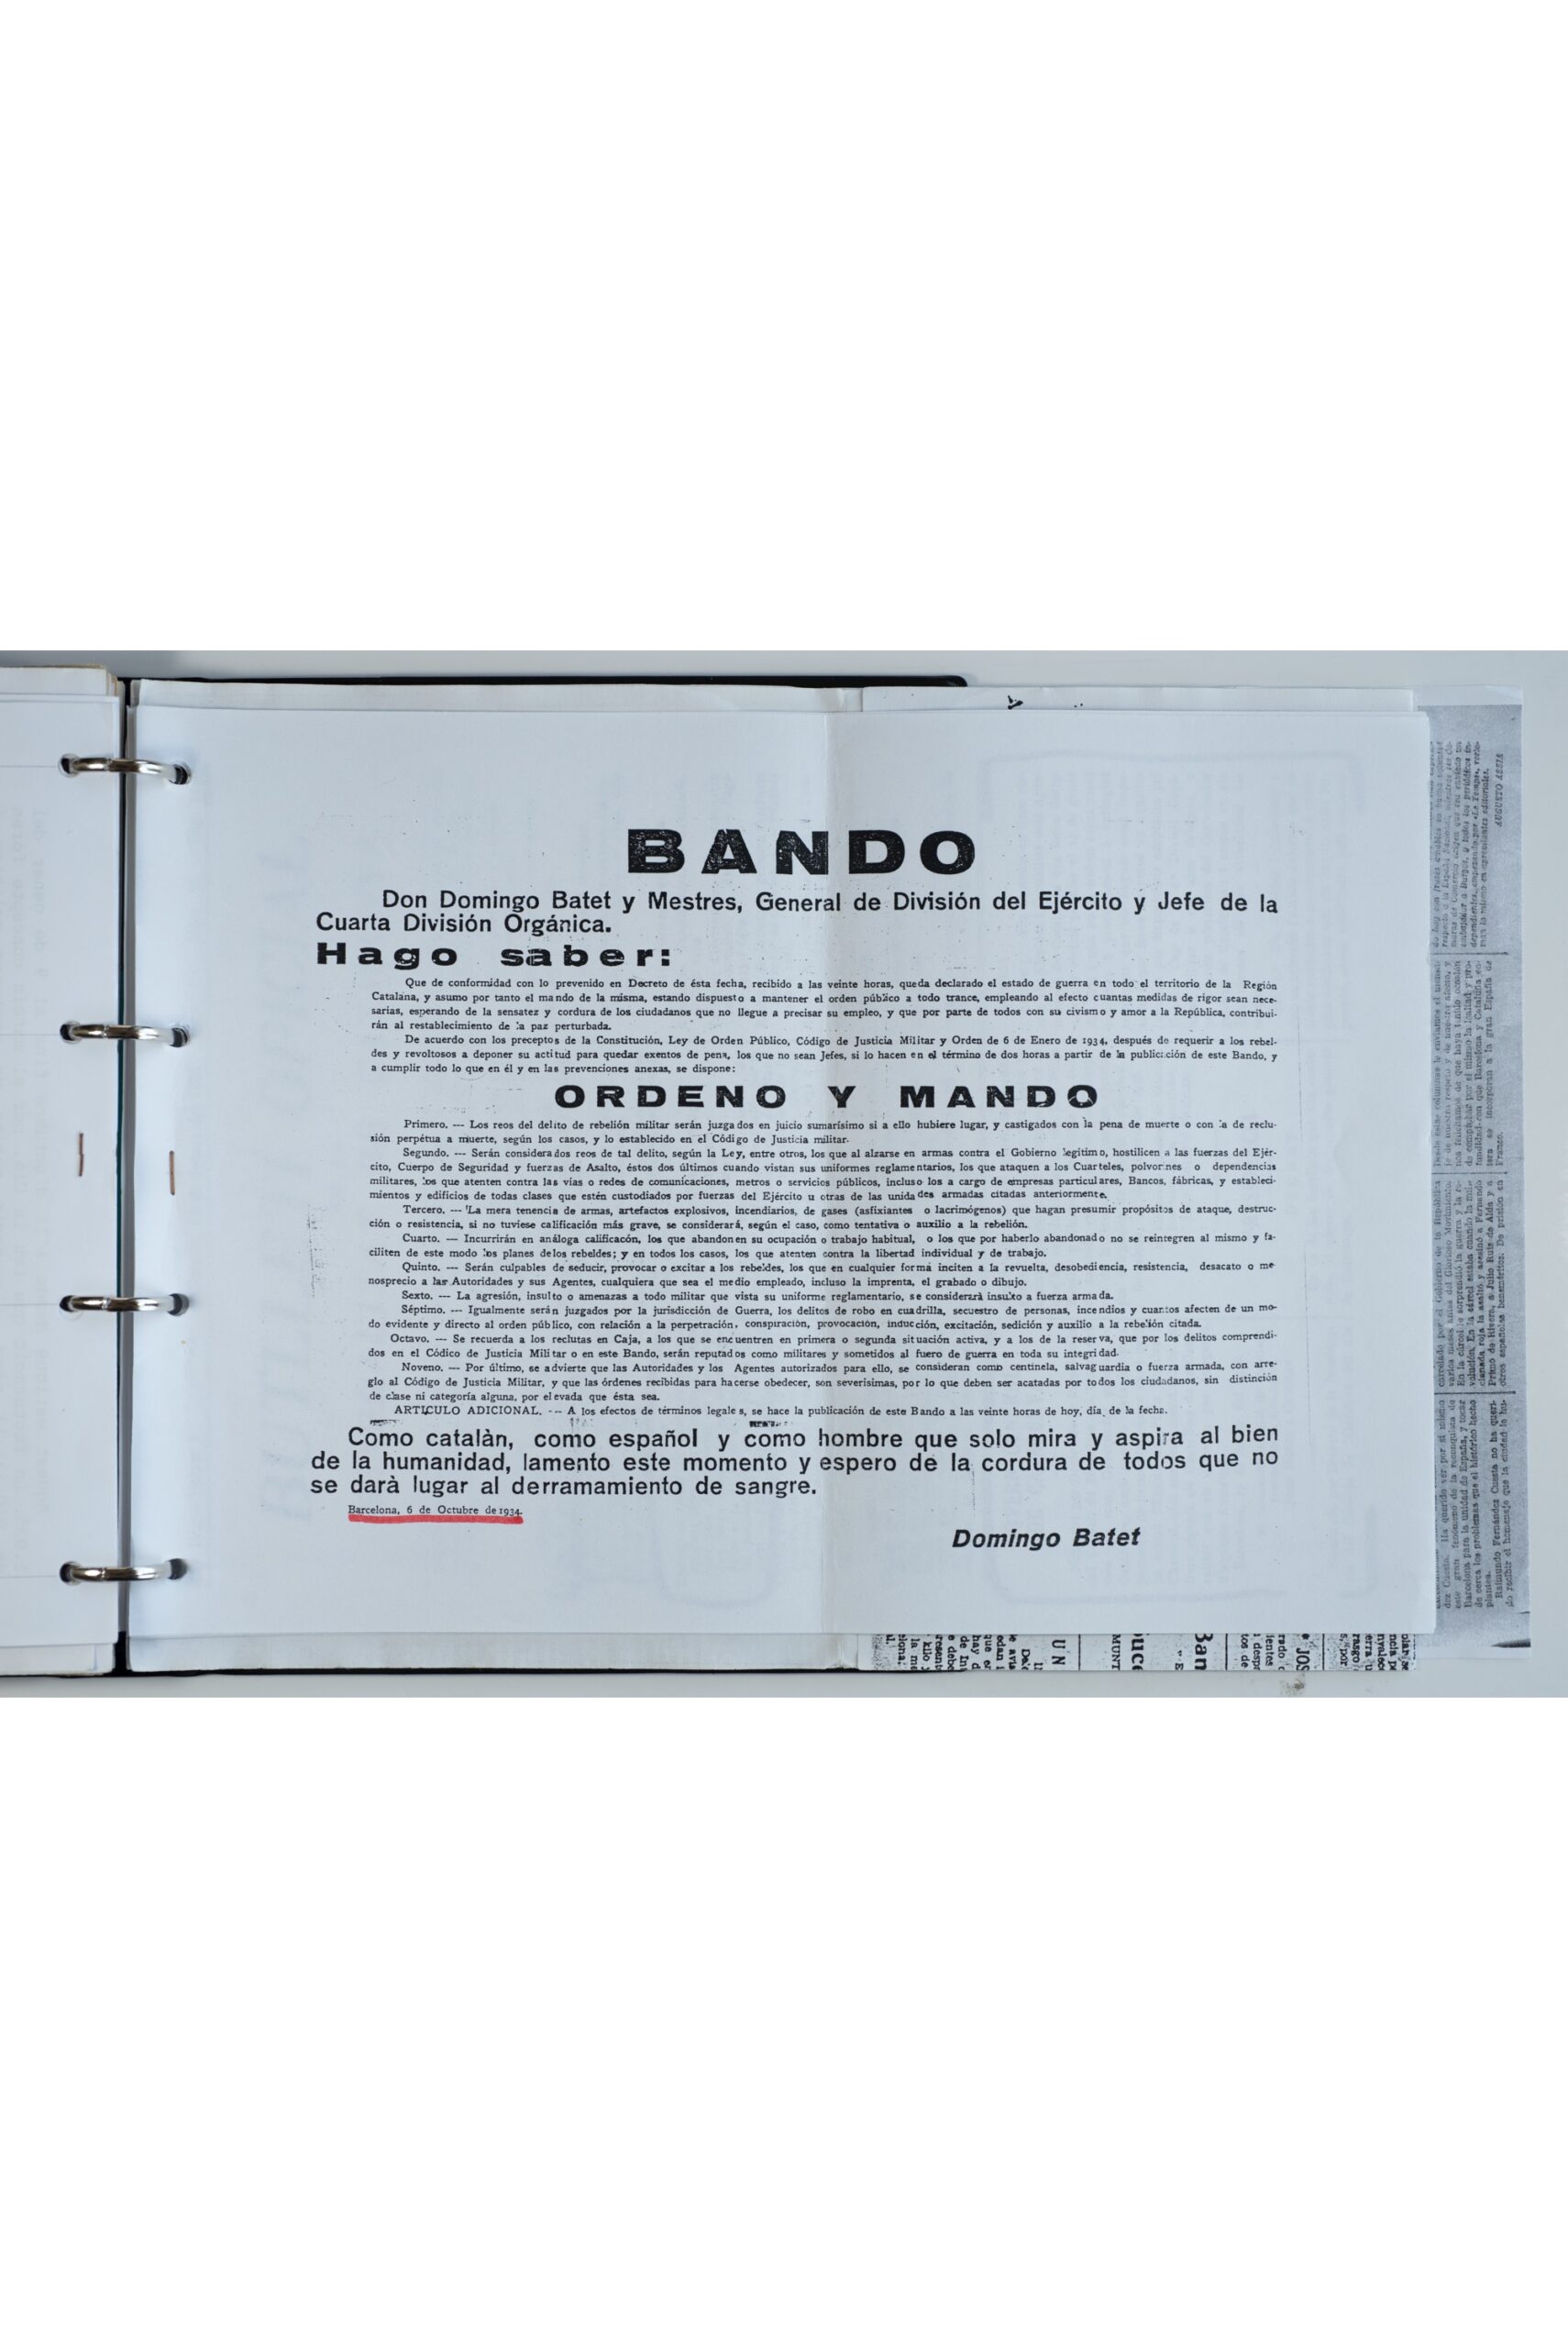 BANDO
Don Domingo Batet y Mestres, General de División del Ejército y Jefe de la
Cuarta División Orgánica.
Hago saber:
Que de conformidad con lo prevenido en Decreto de ésta fecha, recibido a las veinte horas, queda declarado el estado de guerra en todo el territorio de la Región
Catalana, y asumo por tanto el mando de la misma, estando dispuesto a mantener el orden público a todo trance, empleando al efecto cuantas medidas de rigor sean nece-
sarias, esperando de la sensatez y cordura de los ciudadanos que no llegue a precisar su empleo, y que por parte de todos con su civismo y amor a la República, contribui-
rán al restablecimiento de la paz perturbada.
De acuerdo con los preceptos de la Constitución, Ley de Orden Público, Código de Justicia Militar y Orden de 6 de Enero de 1934, después de requerir a los rebel-
des y revoltosos a deponer su actitud para quedar exentos de pena, los que no sean Jefes, si lo hacen en el término de dos horas a partir de la publicación de este Bando, y
a cumplir todo lo que en él y en las prevenciones anexas, se dispone:
ORDENO Y MANDO
Primero. — Los reos del delito de rebelión militar serán juzgados en juicio sumarísimo si a ello hubiere lugar, y castigados con la pena de muerte o con la de reclu-
sión perpétua a muerte, según los casos, y lo establecido en el Código de Justicia militar.
Segundo. — Serán considerados reos de tal delito, según la Ley, entre otros, los que al alzarse en armas contra el Gobierno legítimo, hostilicen a las fuerzas del Ejér-
cito, Cuerpo de Seguridad y fuerzas de Asalto, éstos dos últimos cuando vistan sus uniformes reglamentarios, los que ataquen a los Cuarteles, polvorines o dependencias
militares, los que atenten contra las vías o redes de comunicaciones, metros o servicios públicos, incluso los a cargo de empresas particulares, Bancos, fábricas, y estableci-
mientos y edificios de todas clases que estén custodiados por fuerzas del Ejército u otras de las unidades armadas citadas anteriormente.
Tercero. — La mera tenencia de armas, artefactos explosivos, incendiarios, de gases (asfixiantes o lacrimógenos) que hagan presumir propósitos de ataque, destruc-
ción o resistencia, si no tuviese calificación más grave, se considerará, según el caso, como tentativa o auxilio a la rebelión.
Cuarto. — Incurrirán en análoga calificacón, los que abandonen su ocupación o trabajo habitual, o los que por haberlo abandonado no se reintegren al mismo y fa-
ciliten de este modo los planes delos rebeldes; y en todos los casos, los que atenten contra la libertad individual y de trabajo.
Quinto. — Serán culpables de seducir, provocar o excitar a los rebeldes, los que en cualquier forma inciten a la revuelta, desobediencia, resistencia, desacato o me-
nosprecio a las Autoridades y sus Agentes, cualquiera que sea el medio empleado, incluso la imprenta, el grabado o dibujo.
Sexto. — La agresión, insulto o amenazas a todo militar que vista su uniforme reglamentario, se considerará insulto a fuerza armada.
Séptimo. — Igualmente serán juzgados por la jurisdicción de Guerra, los delitos de robo en cuadrilla, secuestro de personas, incendios y cuantos afecten de un mo-
do evidente y directo al orden público, con relación a la perpetración, conspiración, provocación, inducción, excitación, sedición y auxilio a la rebelión citada.
Octavo. — Se recuerda a los reclutas en Caja, a los que se encuentren en primera o segunda situación activa, y a los de la reserva, que por los delitos comprendi-
dos en el Códico de Justicia Militar o en este Bando, serán reputados como militares y sometidos al fuero de guerra en toda su integridad.
Noveno. — Por último, se advierte que las Autoridades y los Agentes autorizados para ello, se consideran como centinela, salvaguardia o fuerza armada, con arre-
glo al Código de Justicia Militar, y que las órdenes recibidas para hacerse obedecer, son severísimas, por lo que deben ser acatadas por todos los ciudadanos, sin distinción
de clase ni categoría alguna, por elevada que ésta sea.
ARTICULO ADICIONAL. -- A los efectos de términos legales, se hace la publicación de este Bando a las veinte horas de hoy, día de la fecha.
Como catalàn, como español y como hombre que solo mira y aspira al bien
de la humanidad, lamento este momento y espero de la cordura de todos que no
se darà lugar al derramamiento de sangre.
Barcelona, 6 de Octubre de 1934.
Domingo Batet
AUGUSTO ASSIA